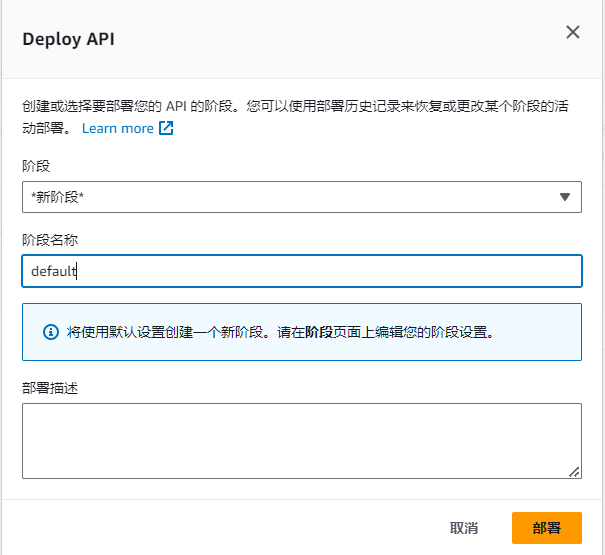 Deploy API
创建或选择要部署您的 API 的阶段。您可以使用部署历史记录来恢复或更改某个阶段的活
动部署。 Learn more
阶段
*新阶段*
阶段名称
default
将使用默认设置创建一个新阶段。请在阶段页面上编辑您的阶段设置。
部署描述
取消 部署